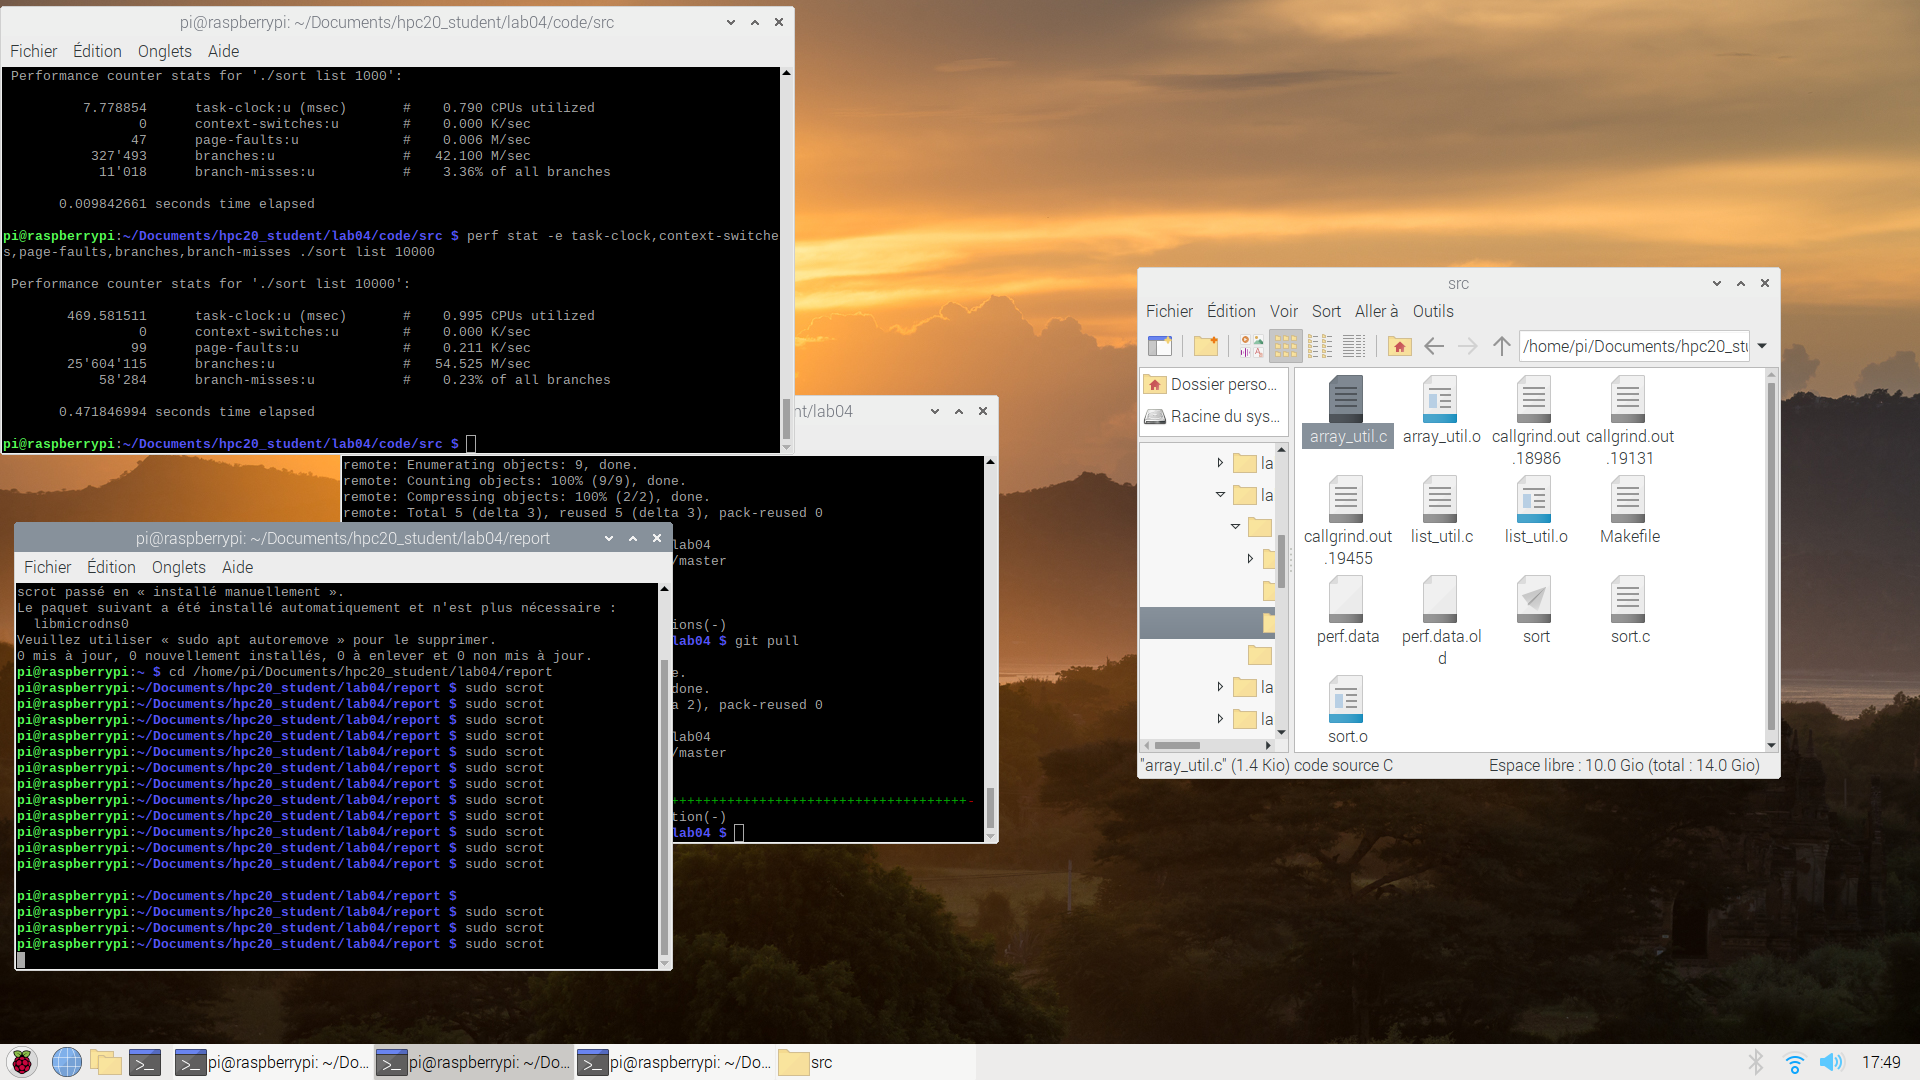 pi@raspberrypi: ~/Documents/hpc20_student/lab04/code/src
Fichier Édition Onglets Aide
Performance counter stats for './sort list 1000':
7.778854 task-clock:u (msec) # 0.790 CPUs utilized
0 context-switches:u # 0.000 K/sec
47 page-faults:u # 0.006 M/sec
327'493 branches:u # 42.100 M/sec
11'018 branch-misses:u # 3.36% of all branches
0.009842661 seconds time elapsed
pi@raspberrypi:~/Documents/hpc20_student/lab04/code/src $ perf stat -e task-clock,context-switche
s,page-faults,branches,branch-misses ./sort list 10000
Performance counter stats for './sort list 10000':
469.581511 task-clock:u (msec) # 0.995 CPUs utilized
0 context-switches:u # 0.000 K/sec
99 page-faults:u # 0.211 K/sec
25'604'115 branches:u # 54.525 M/sec
58'284 branch-misses:u # 0.23% of all branches
0.471846994 seconds time elapsed
pi@raspberrypi:~/Documents/hpc20_student/lab04/code/src $
nt/lab04
remote: Enumerating objects: 9, done.
remote: Counting objects: 100% (9/9), done.
remote: Compressing objects: 100% (2/2), done.
remote: Total 5 (delta 3), reused 5 (delta 3), pack-reused 0
lab04
/master
ions(-)
lab04 $ git pull
e.
done.
a 2), pack-reused 0
lab04
/master
+++++++++++++++++++++++++++++++++++++-
tion(-)
lab04 $
pi@raspberrypi: ~/Documents/hpc20_student/lab04/report
Fichier Édition Onglets Aide
scrot passé en « installé manuellement ».
Le paquet suivant a été installé automatiquement et n'est plus nécessaire :
libmicrodns0
Veuillez utiliser « sudo apt autoremove » pour le supprimer.
0 mis à jour, 0 nouvellement installés, 0 à enlever et 0 non mis à jour.
pi@raspberrypi:~ $ cd /home/pi/Documents/hpc20_student/lab04/report
pi@raspberrypi:~/Documents/hpc20_student/lab04/report $ sudo scrot
pi@raspberrypi:~/Documents/hpc20_student/lab04/report $ sudo scrot
pi@raspberrypi:~/Documents/hpc20_student/lab04/report $ sudo scrot
pi@raspberrypi:~/Documents/hpc20_student/lab04/report $ sudo scrot
pi@raspberrypi:~/Documents/hpc20_student/lab04/report $ sudo scrot
pi@raspberrypi:~/Documents/hpc20_student/lab04/report $ sudo scrot
pi@raspberrypi:~/Documents/hpc20_student/lab04/report $ sudo scrot
pi@raspberrypi:~/Documents/hpc20_student/lab04/report $ sudo scrot
pi@raspberrypi:~/Documents/hpc20_student/lab04/report $ sudo scrot
pi@raspberrypi:~/Documents/hpc20_student/lab04/report $ sudo scrot
pi@raspberrypi:~/Documents/hpc20_student/lab04/report $ sudo scrot
pi@raspberrypi:~/Documents/hpc20_student/lab04/report $ sudo scrot
pi@raspberrypi:~/Documents/hpc20_student/lab04/report $
pi@raspberrypi:~/Documents/hpc20_student/lab04/report $ sudo scrot
pi@raspberrypi:~/Documents/hpc20_student/lab04/report $ sudo scrot
pi@raspberrypi:~/Documents/hpc20_student/lab04/report $ sudo scrot
src
Fichier Édition Voir Sort Aller à Outils
/home/pi/Documents/hpc20_stu
Dossier perso...
Racine du sys...
la
la
la
la
array_util.c array_util.o callgrind.out callgrind.out
.18986 .19131
callgrind.out list_util.c list_util.o Makefile
.19455
perf.data perf.data.ol sort sort.c
d
sort.o
"array_util.c" (1.4 Kio) code source C Espace libre : 10.0 Gio (total : 14.0 Gio)
pi@raspberrypi: ~/Do... pi@raspberrypi: ~/Do... pi@raspberrypi: ~/Do... src 17:49